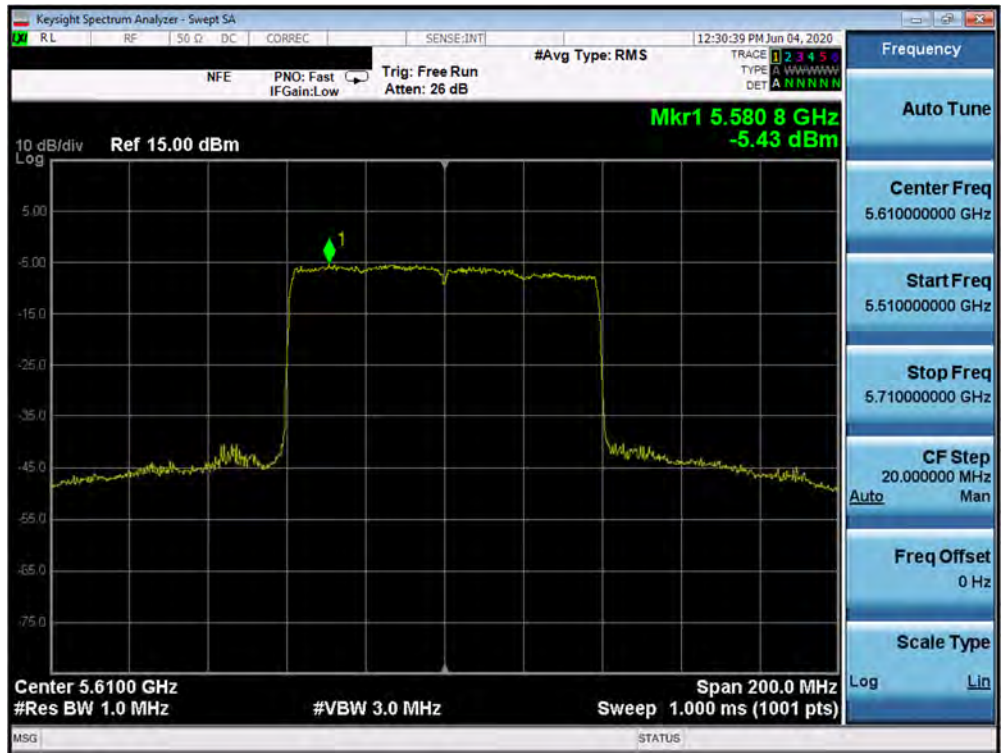 Keysight Spectrum Analyzer - Swept SA
LXI RL RF 50 Ω DC CORREC SENSE:INT 12:30:39 PM Jun 04, 2020
NFE PNO: Fast Trig: Free Run #Avg Type: RMS TRACE 1 2 3 4 5 6
IFGain:Low Atten: 26 dB TYPE A WWWWW
DET A N N N N N
Mkr1 5.580 8 GHz
-5.43 dBm
10 dB/div Ref 15.00 dBm
Log
5.00
1
-5.00
-15.0
-25.0
-35.0
-45.0
-55.0
-65.0
-75.0
Center 5.6100 GHz Span 200.0 MHz
#Res BW 1.0 MHz #VBW 3.0 MHz Sweep 1.000 ms (1001 pts)
MSG STATUS
Frequency
Auto Tune
Center Freq
5.610000000 GHz
Start Freq
5.510000000 GHz
Stop Freq
5.710000000 GHz
CF Step
20.000000 MHz
Auto Man
Freq Offset
0 Hz
Scale Type
Log Lin